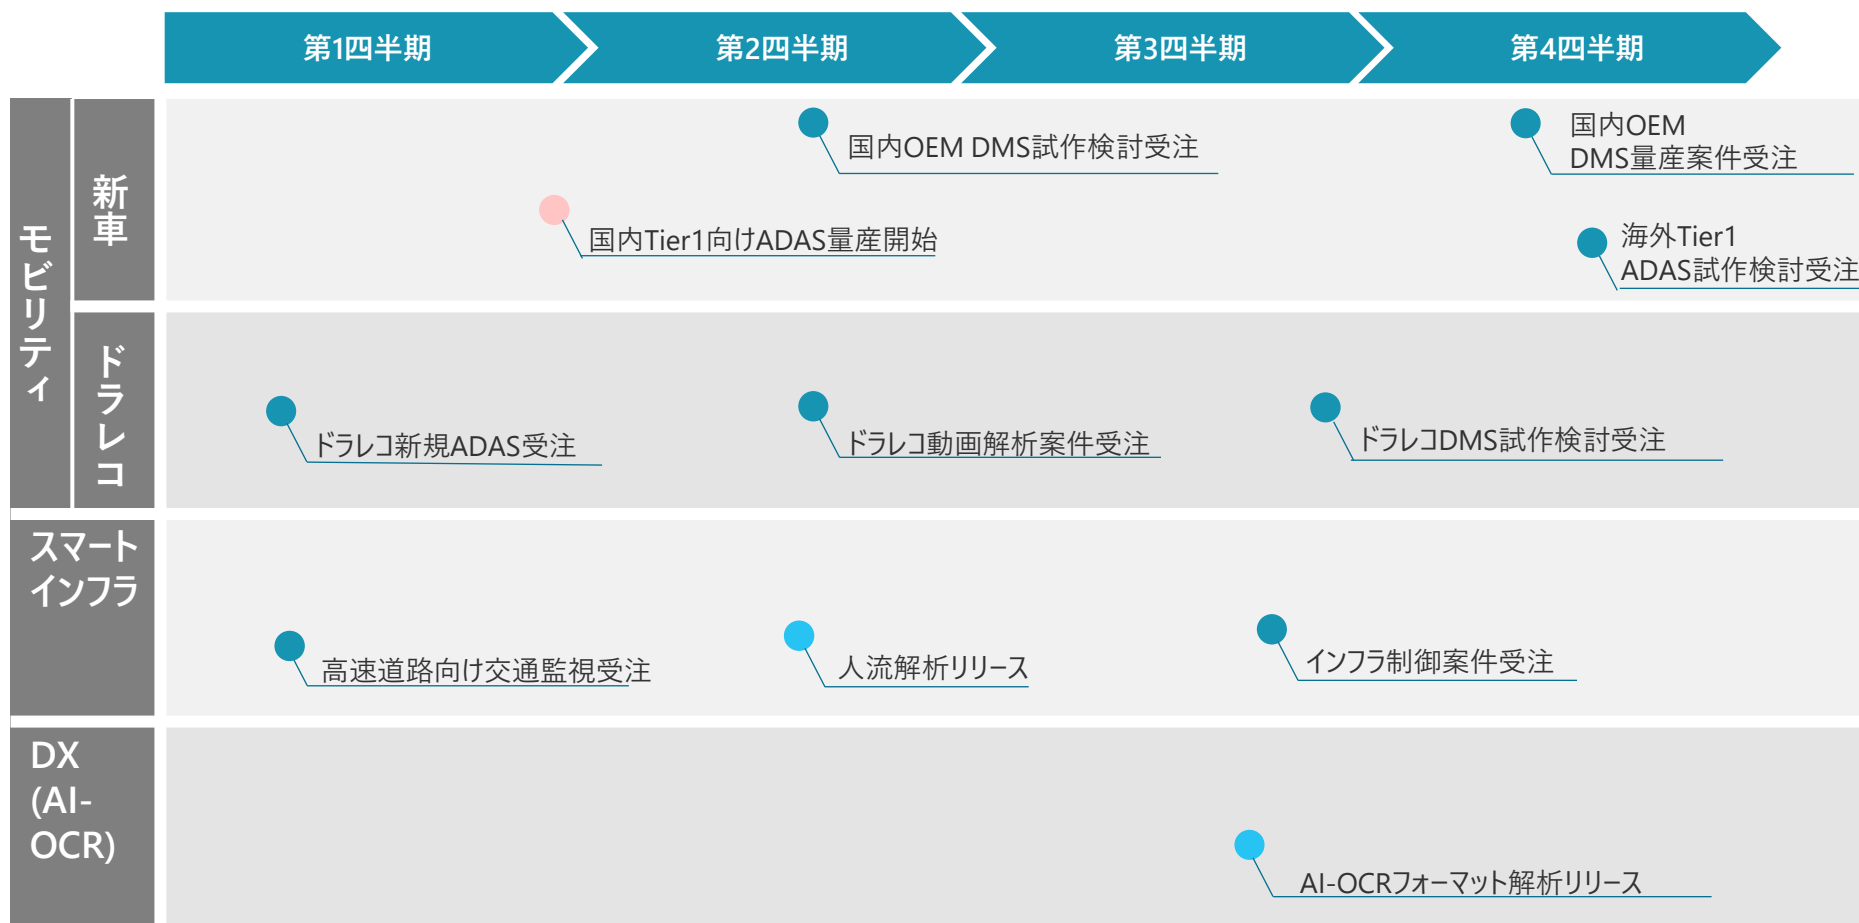 第1四半期
第2四半期
第3四半期
第4四半期
モビリティ
新車
国内OEM DMS試作検討受注
国内OEM
DMS量産案件受注
国内Tier1向けADAS量産開始
海外Tier1
ADAS試作検討受注
ドラレコ
ドラレコ新規ADAS受注
ドラレコ動画解析案件受注
ドラレコDMS試作検討受注
スマート
インフラ
高速道路向け交通監視受注
人流解析リリース
インフラ制御案件受注
DX
(AI-
OCR)
AI-OCRフォーマット解析リリース